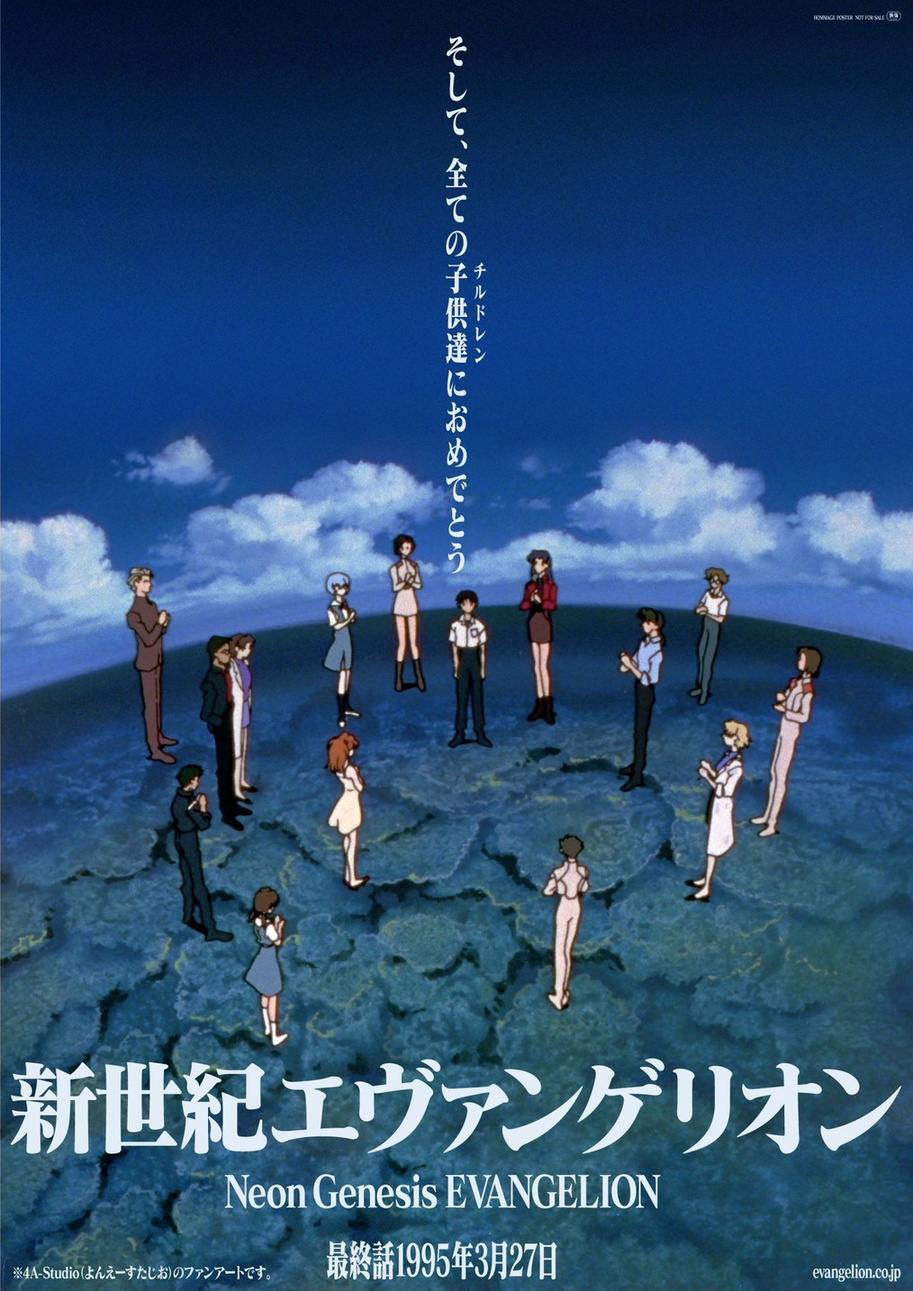 HOMMAGE POSTER NOT FOR SALE
そして、全ての子供達におめでとう
チルドレン
新世紀エヴァンゲリオン
Neon Genesis EVANGELION
最終話1995年3月27日
※4A-Studio(よんえーすたじお)のファンアートです。
evangelion.co.jp